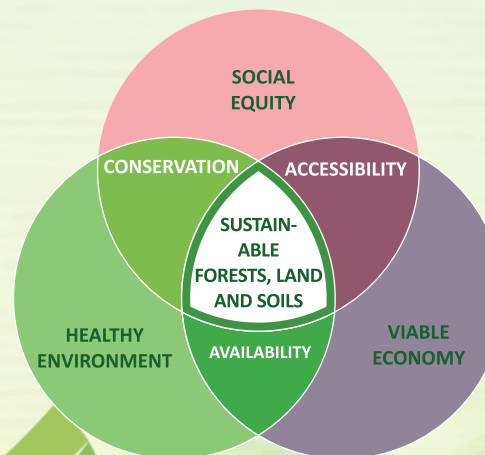 SOCIAL
EQUITY
CONSERVATION
ACCESSIBILITY
SUSTAIN-
ABLE
FORESTS, LAND
AND SOILS
HEALTHY
ENVIRONMENT
AVAILABILITY
VIABLE
ECONOMY